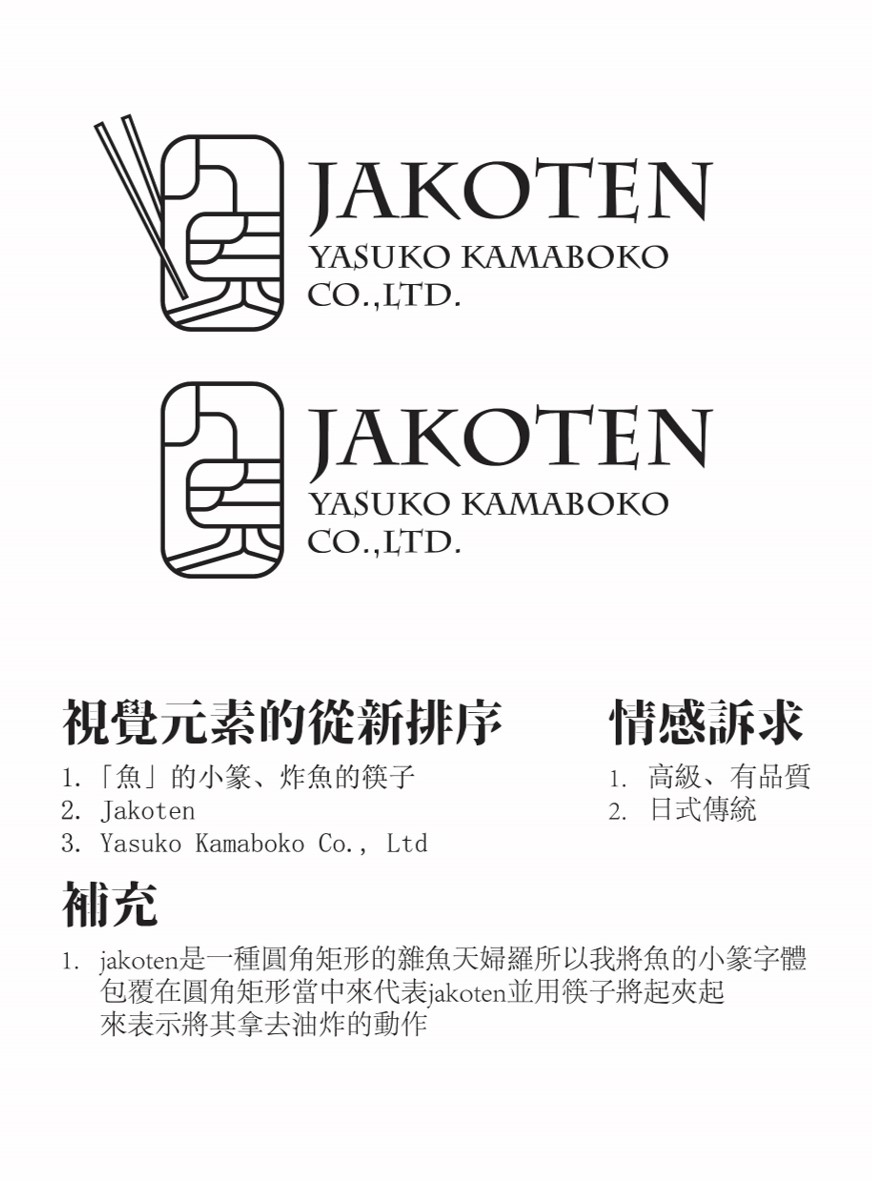 JAKOTEN
YASUKO KAMABOKO
CO.,LTD.
JAKOTEN
YASUKO KAMABOKO
CO.,LTD.
視覺元素的從新排序
1.「魚」的小篆、炸魚的筷子
2. Jakoten
3. Yasuko Kamaboko Co., Ltd
情感訴求
1. 高級、有品質
2. 日式傳統
補充
1. jakoten是一種圓角矩形的雜魚天婦羅所以我將魚的小篆字體
包覆在圓角矩形當中來代表jakoten並用筷子將起夾起
來表示將其拿去油炸的動作